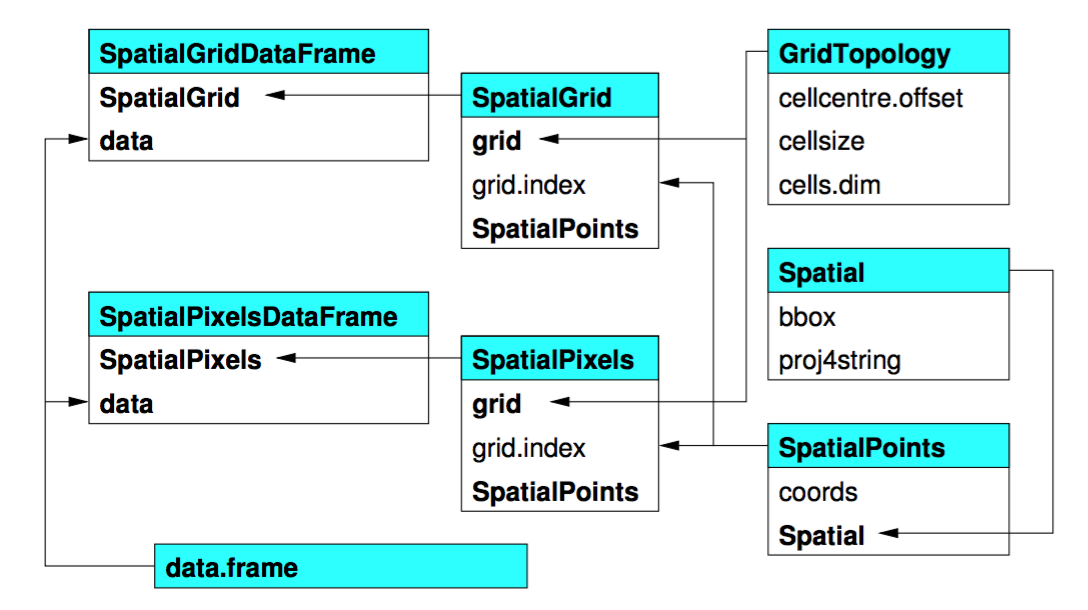 SpatialGridDataFrame
SpatialGrid
data
SpatialGrid
grid
grid.index
SpatialPoints
GridTopology
cellcentre.offset
cellsize
cells.dim
Spatial
bbox
proj4string
SpatialPixelsDataFrame
SpatialPixels
data
SpatialPixels
grid
grid.index
SpatialPoints
SpatialPoints
coords
Spatial
data.frame